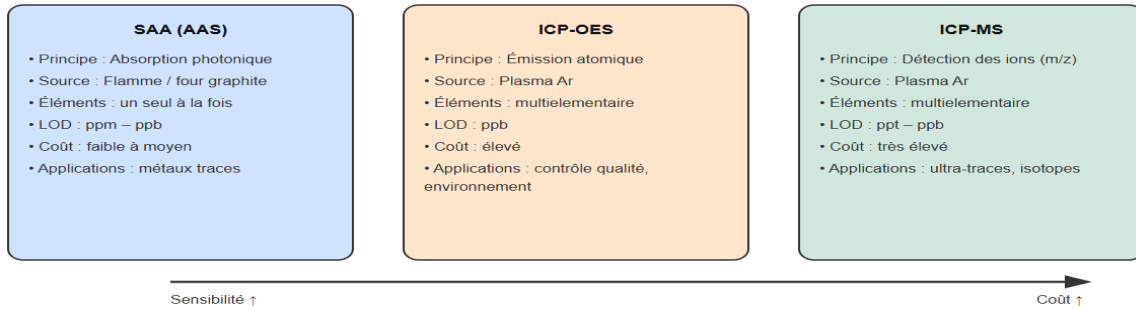 SAA (AAS)
• Principe : Absorption photonique
• Source : Flamme / four graphite
• Éléments : un seul à la fois
• LOD : ppm – ppb
• Coût : faible à moyen
• Applications : métaux traces
ICP-OES
• Principe : Émission atomique
• Source : Plasma Ar
• Éléments : multielementaire
• LOD : ppb
• Coût : élevé
• Applications : contrôle qualité,
environnement
ICP-MS
• Principe : Détection des ions (m/z)
• Source : Plasma Ar
• Éléments : multielementaire
• LOD : ppt – ppb
• Coût : très élevé
• Applications : ultra-traces, isotopes
Sensibilité ↑
Coût ↑